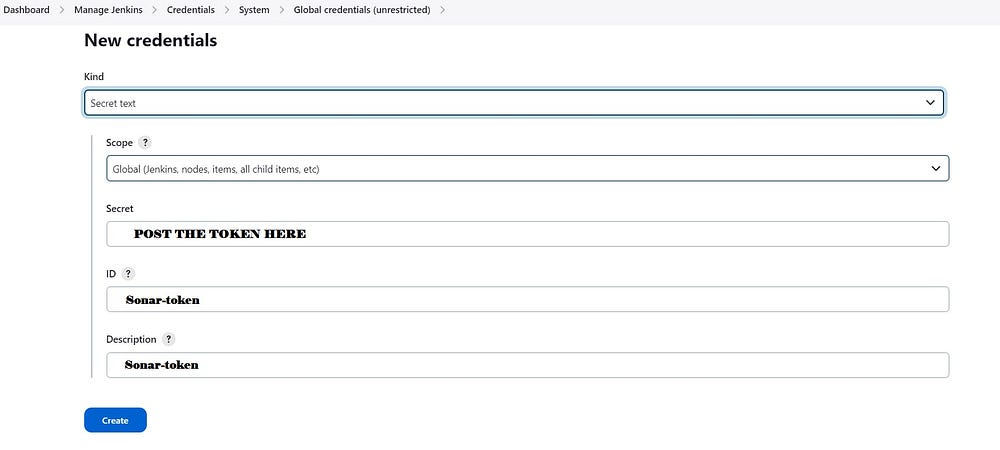 Dashboard > Manage Jenkins > Credentials > System > Global credentials (unrestricted) >
New credentials
Kind
Secret text
Scope ?
Global (Jenkins, nodes, items, all child items, etc)
Secret
POST THE TOKEN HERE
ID ?
Sonar-token
Description ?
Sonar-token
Create